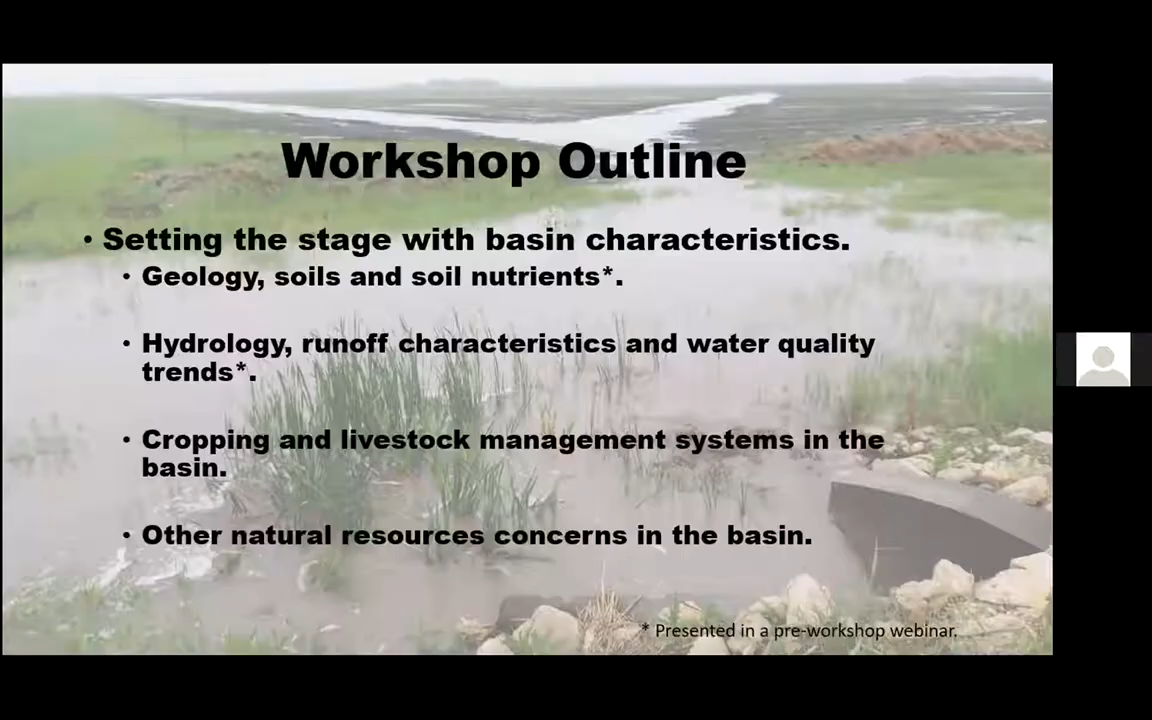 Workshop Outline
• Setting the stage with basin characteristics.
• Geology, soils and soil nutrients*.
• Hydrology, runoff characteristics and water quality
trends*.
• Cropping and livestock management systems in the
basin.
• Other natural resources concerns in the basin.
* Presented in a pre-workshop webinar.